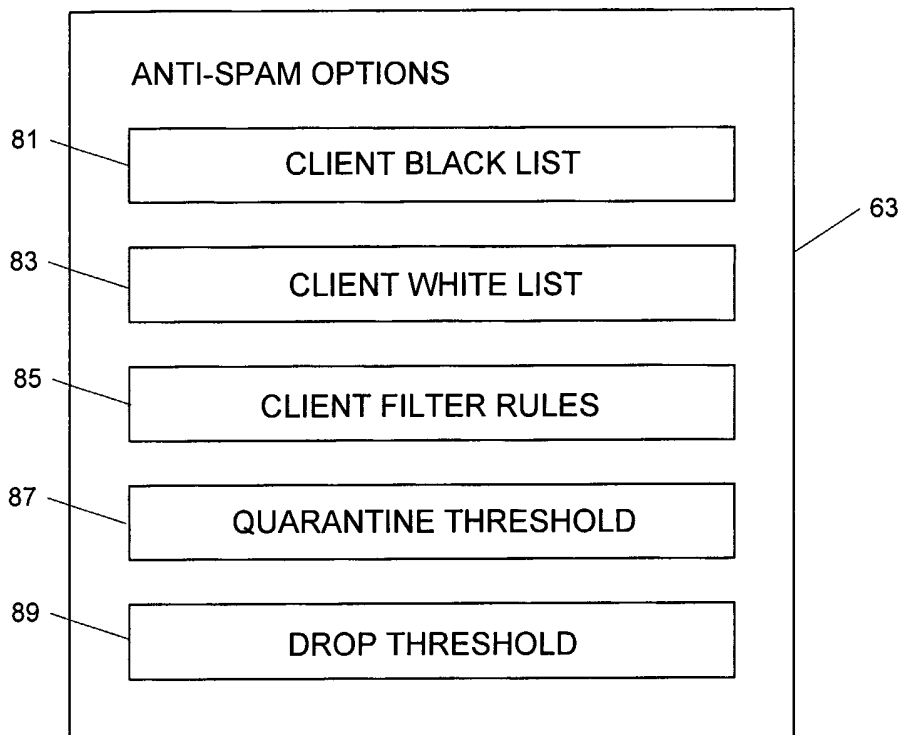 ANTI-SPAM OPTIONS
81
CLIENT BLACK LIST
63
83
CLIENT WHITE LIST
85
CLIENT FILTER RULES
87
QUARANTINE THRESHOLD
89
DROP THRESHOLD